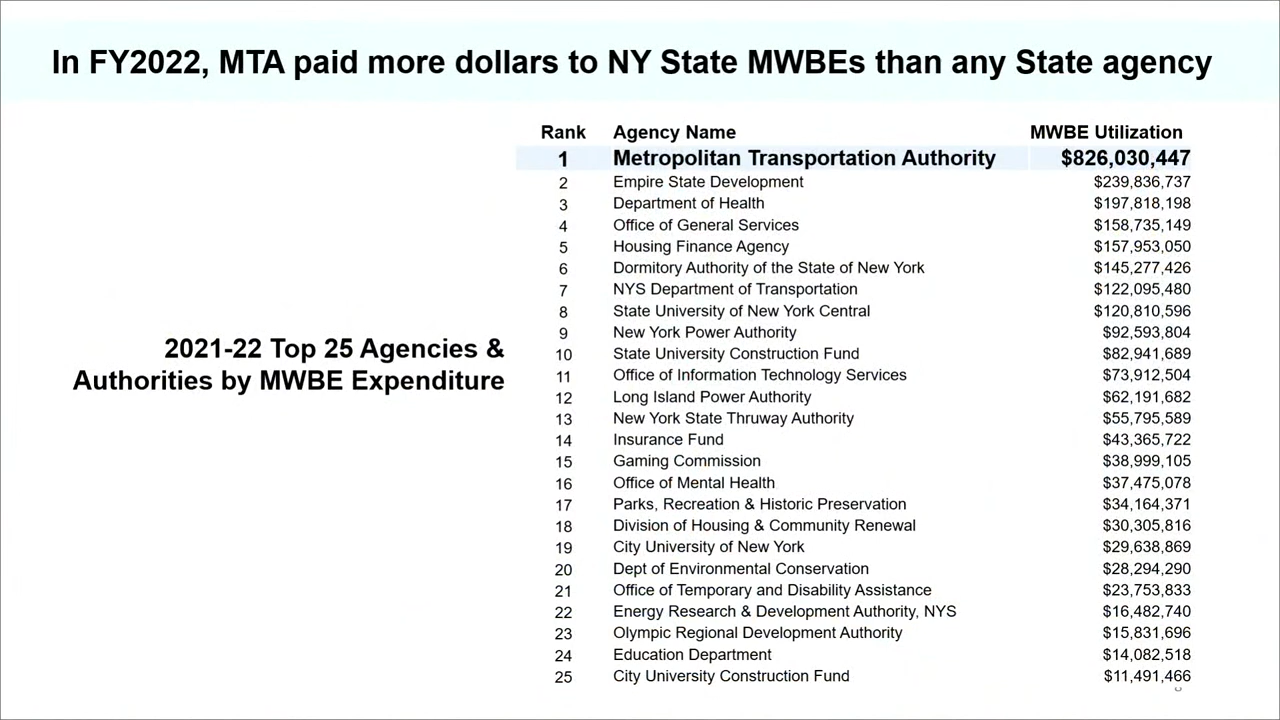 In FY2022, MTA paid more dollars to NY State MWBEs than any State agency
2021-22 Top 25 Agencies &
Authorities by MWBE Expenditure
Rank Agency Name MWBE Utilization
1 Metropolitan Transportation Authority $826,030,447
2 Empire State Development $239,836,737
3 Department of Health $197,818,198
4 Office of General Services $158,735,149
5 Housing Finance Agency $157,953,050
6 Dormitory Authority of the State of New York $145,277,426
7 NYS Department of Transportation $122,095,480
8 State University of New York Central $120,810,596
9 New York Power Authority $92,593,804
10 State University Construction Fund $82,941,689
11 Office of Information Technology Services $73,912,504
12 Long Island Power Authority $62,191,682
13 New York State Thruway Authority $55,795,589
14 Insurance Fund $43,365,722
15 Gaming Commission $38,999,105
16 Office of Mental Health $37,475,078
17 Parks, Recreation & Historic Preservation $34,164,371
18 Division of Housing & Community Renewal $30,305,816
19 City University of New York $29,638,869
20 Dept of Environmental Conservation $28,294,290
21 Office of Temporary and Disability Assistance $23,753,833
22 Energy Research & Development Authority, NYS $16,482,740
23 Olympic Regional Development Authority $15,831,696
24 Education Department $14,082,518
25 City University Construction Fund $11,491,466